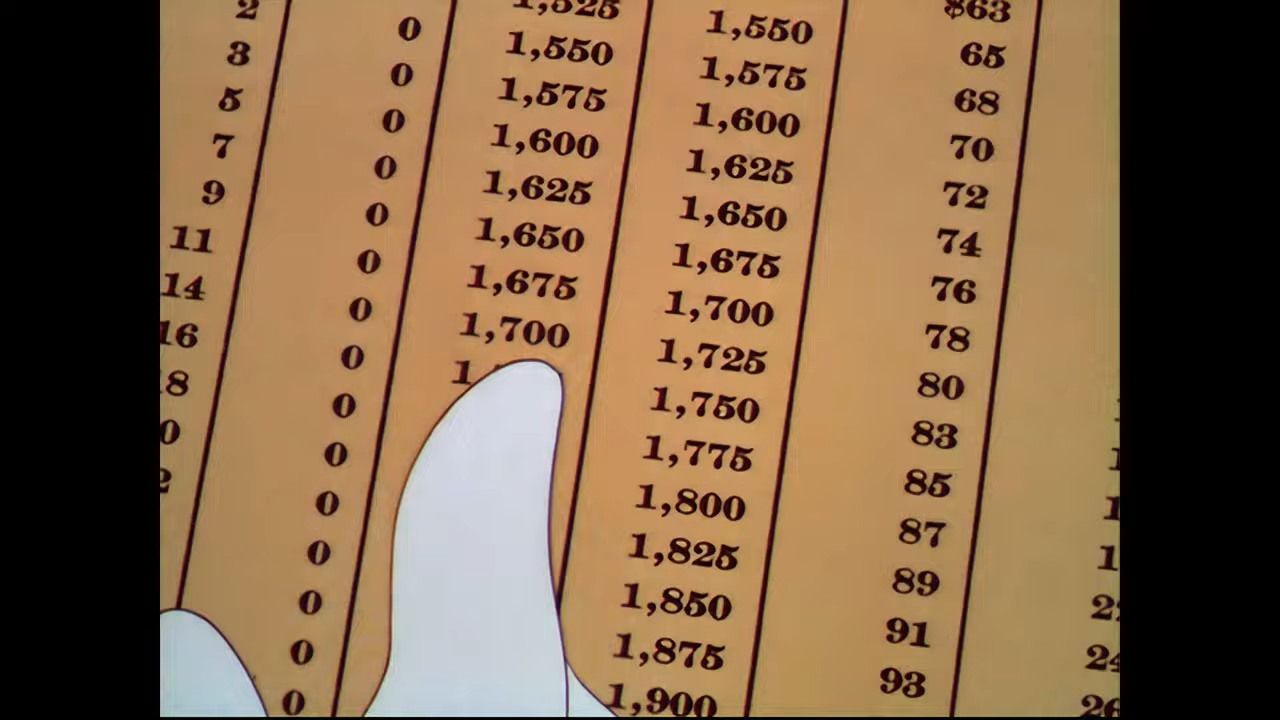 $63
1,525 1,550 65
2 0 1,550 1,575 68
3 0 1,575 1,600 70
5 0 1,600 1,625 72
7 0 1,625 1,650 74
9 0 1,650 1,675 76
11 0 1,675 1,700 78
14 0 1,700 1,725 80
16 0 1,750 83
0 1,775 85
0 1,800 87
0 1,825 89
0 1,850 91
0 1,875 93
0 1,900
0